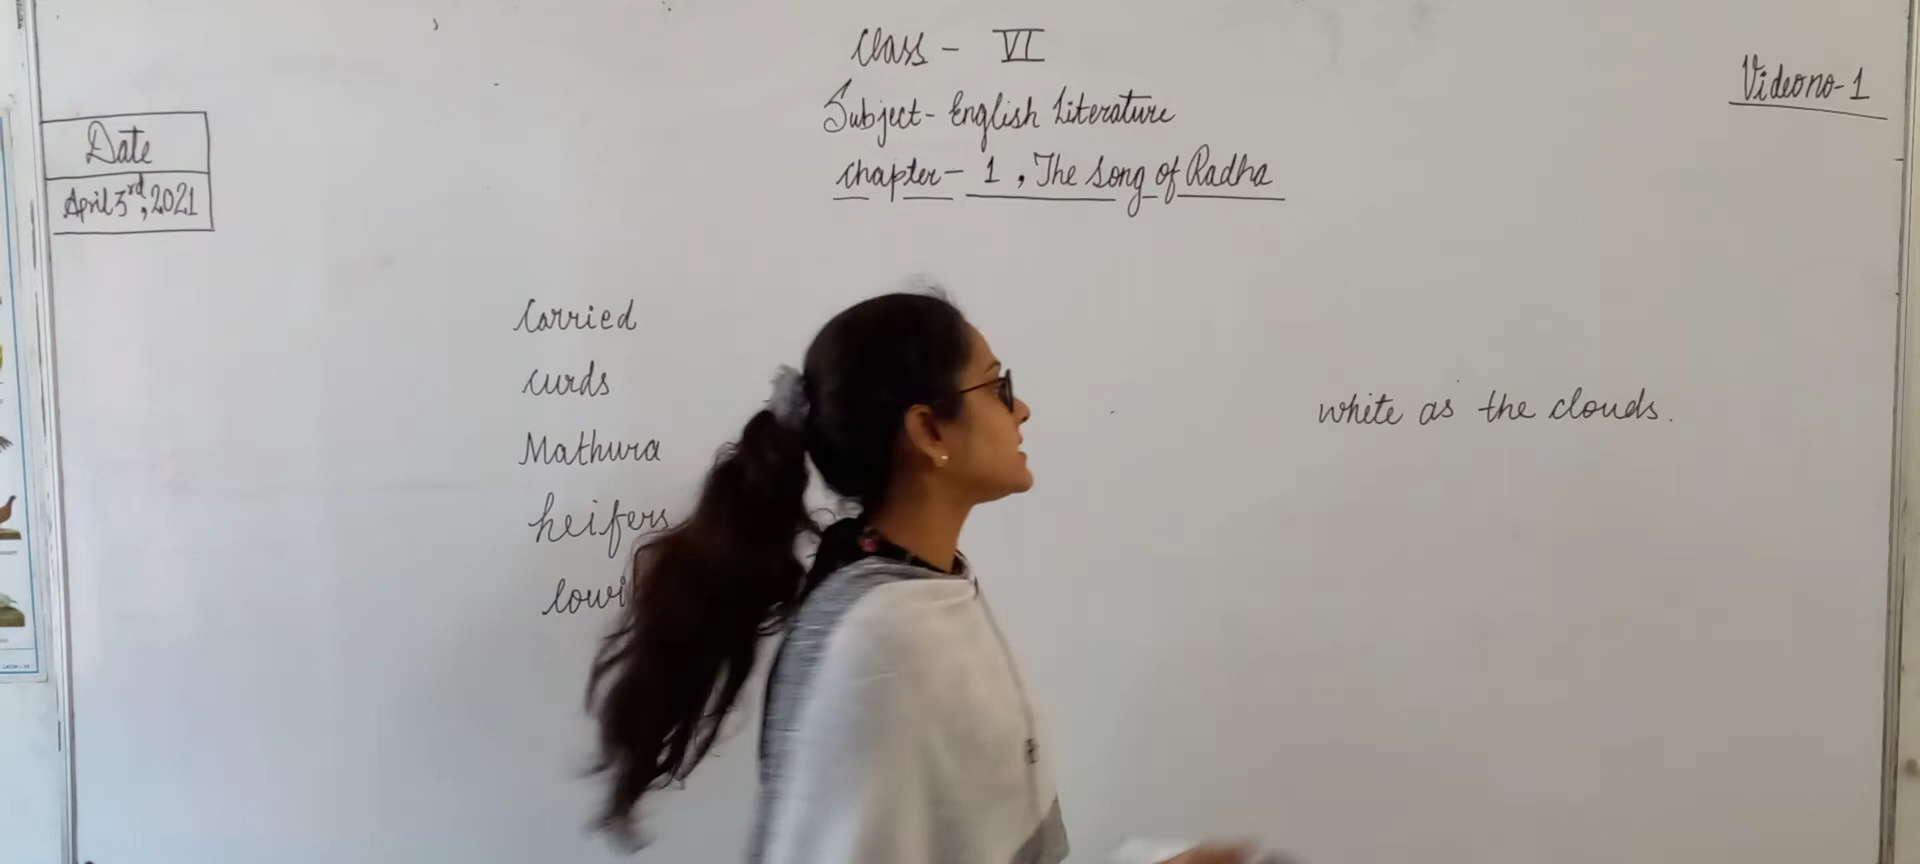 Class - VI
Subject - English Literature
Chapter - 1, The Song of Radha
Video no - 1
Date
April 3rd, 2021
Carried
curds
Mathura
heifers
white as the clouds.